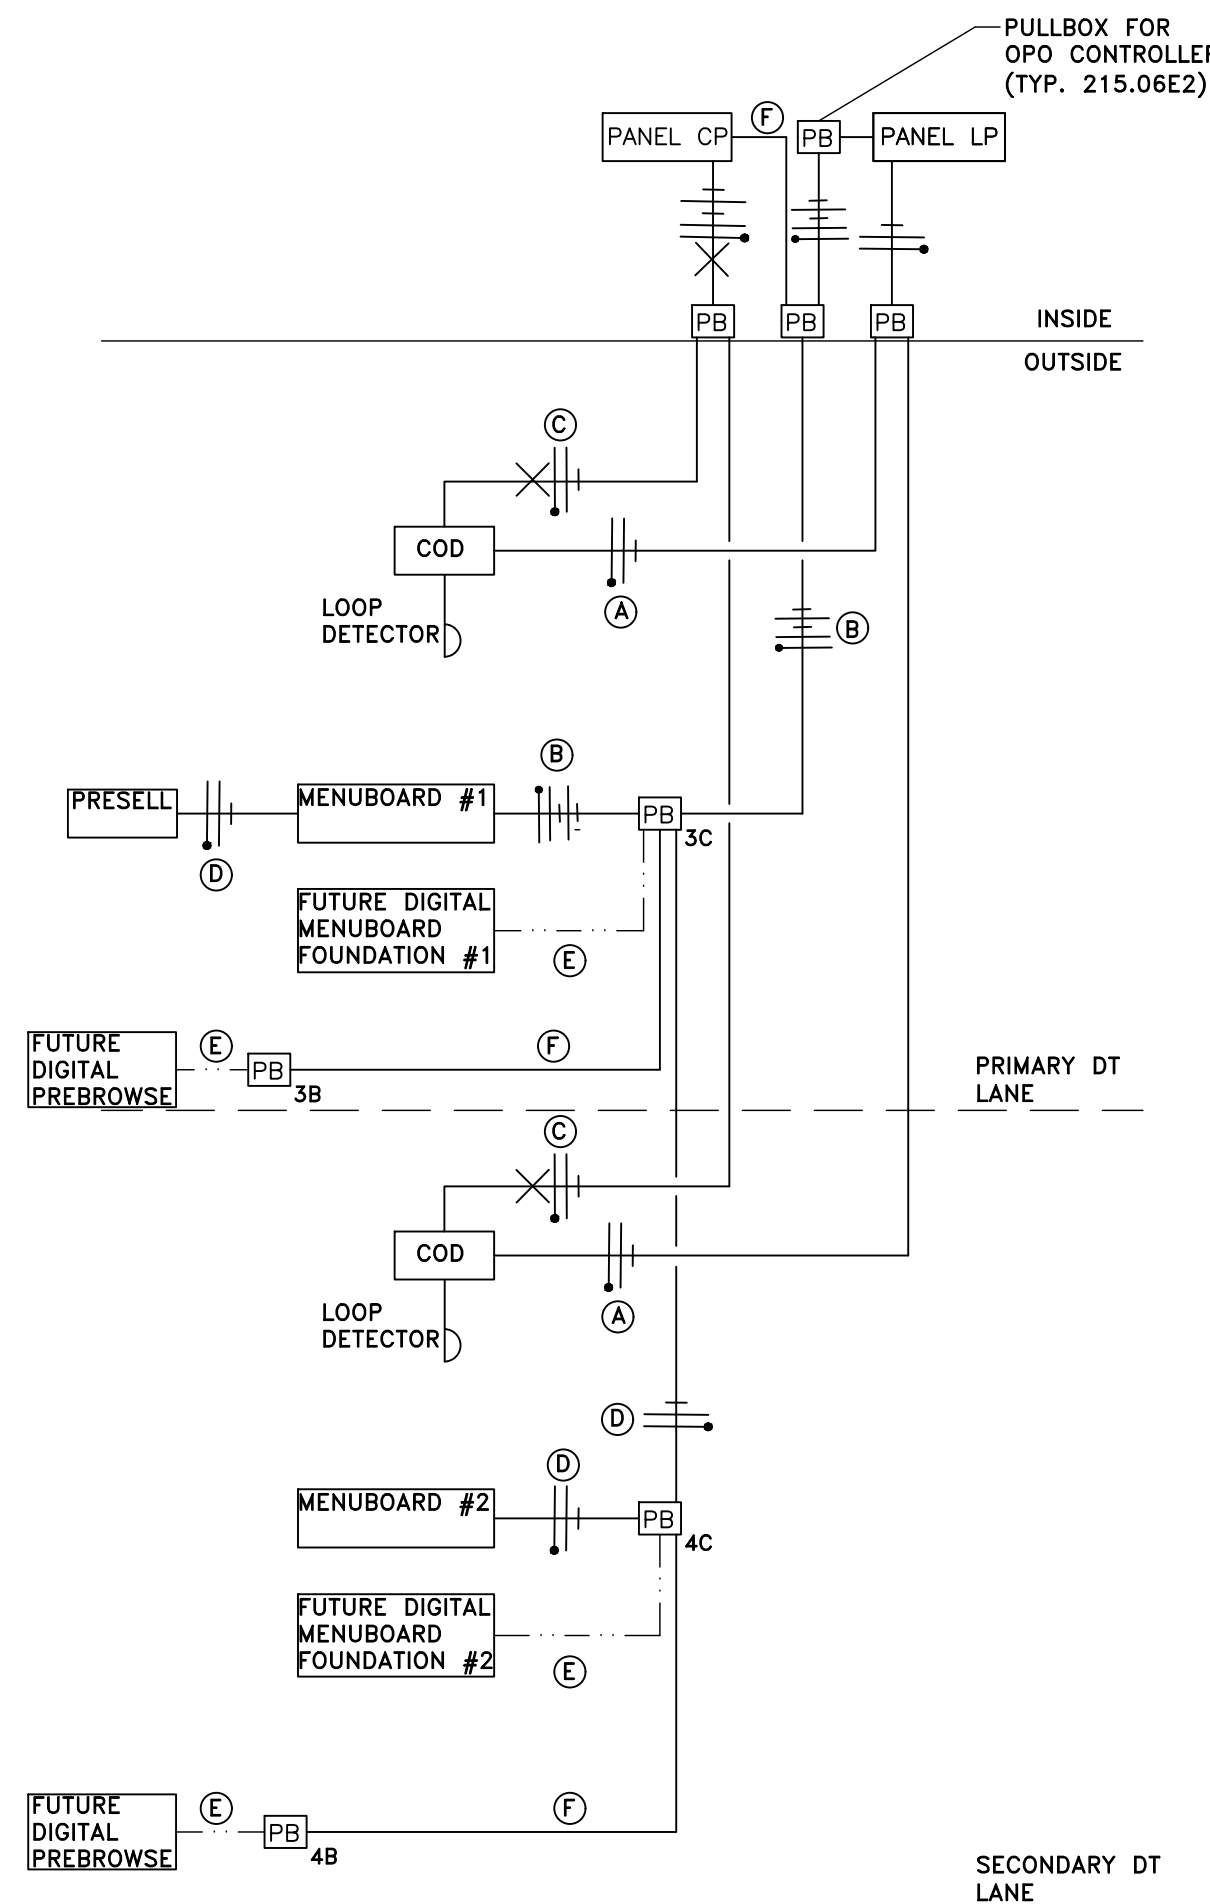 PULLBOX FOR
OPO CONTROLLER
(TYP. 215.06E2)
F
PANEL CP
PB
PANEL LP
PB
PB
PB
INSIDE
OUTSIDE
C
COD
LOOP
DETECTOR
A
B
B
PRESELL
MENUBOARD #1
PB
3C
D
FUTURE DIGITAL
MENUBOARD
FOUNDATION #1
E
FUTURE
DIGITAL
PREBROWSE
E
PB
3B
F
PRIMARY DT
LANE
C
COD
LOOP
DETECTOR
A
D
D
MENUBOARD #2
PB
4C
FUTURE DIGITAL
MENUBOARD
FOUNDATION #2
E
FUTURE
DIGITAL
PREBROWSE
E
PB
4B
F
SECONDARY DT
LANE